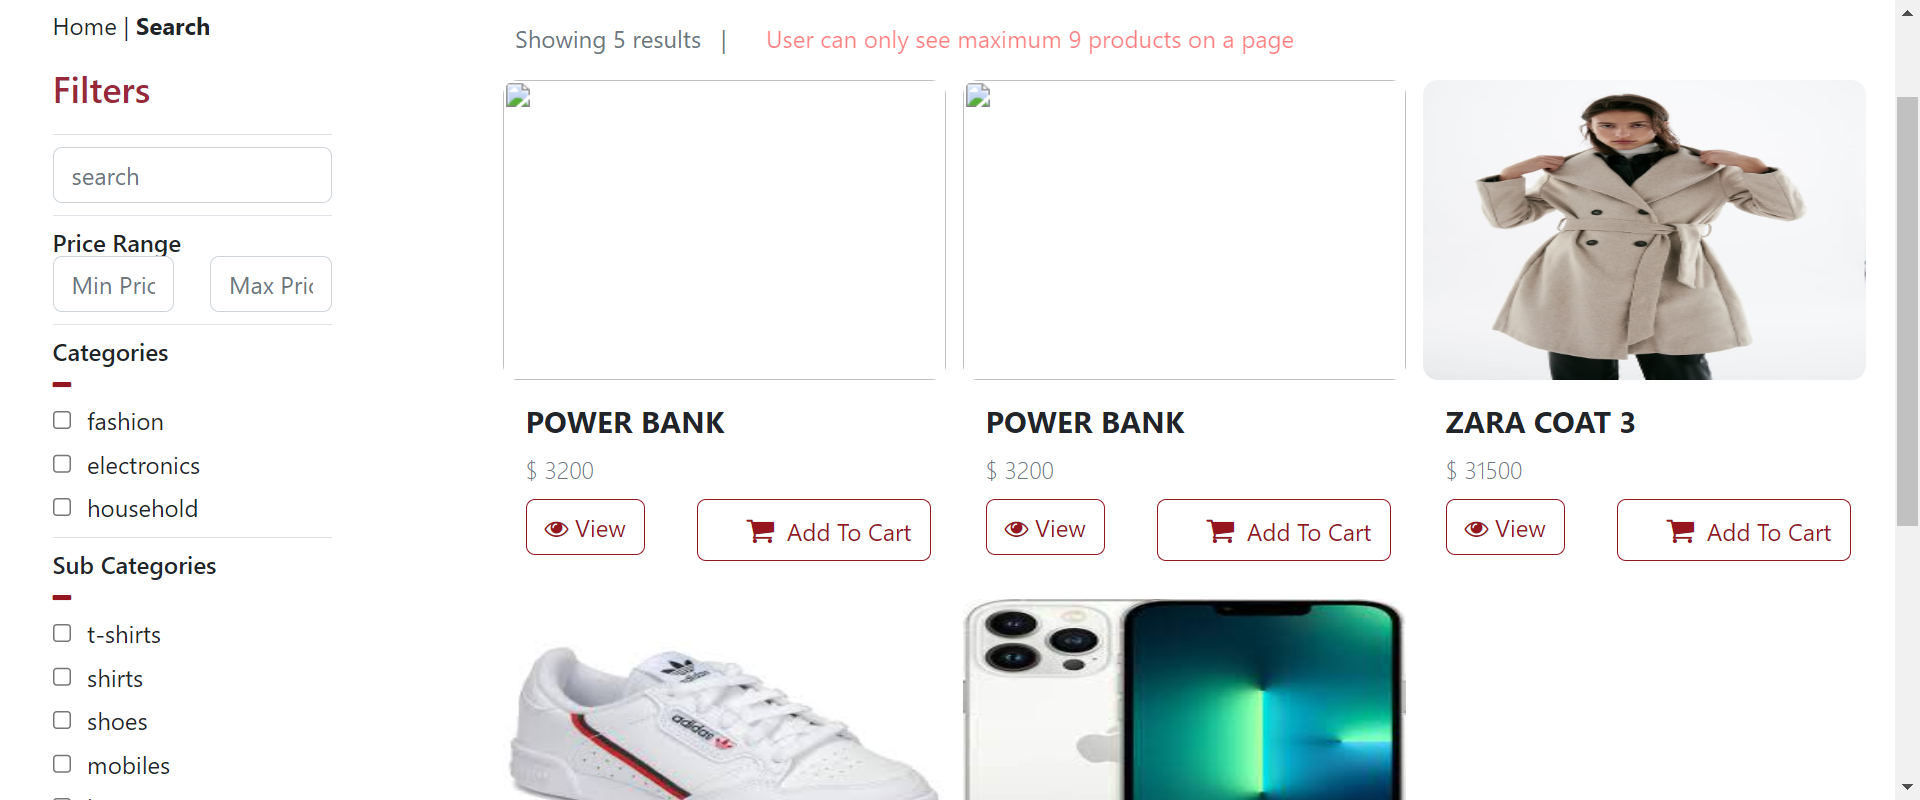 Home | Search
Filters
search
Price Range
Min Pric
Max Pric
Categories
fashion
electronics
household
Sub Categories
t-shirts
shirts
shoes
mobiles
Showing 5 results |
User can only see maximum 9 products on a page
POWER BANK
$ 3200
View
Add To Cart
POWER BANK
$ 3200
View
Add To Cart
ZARA COAT 3
$ 31500
View
Add To Cart
adidas
adidas